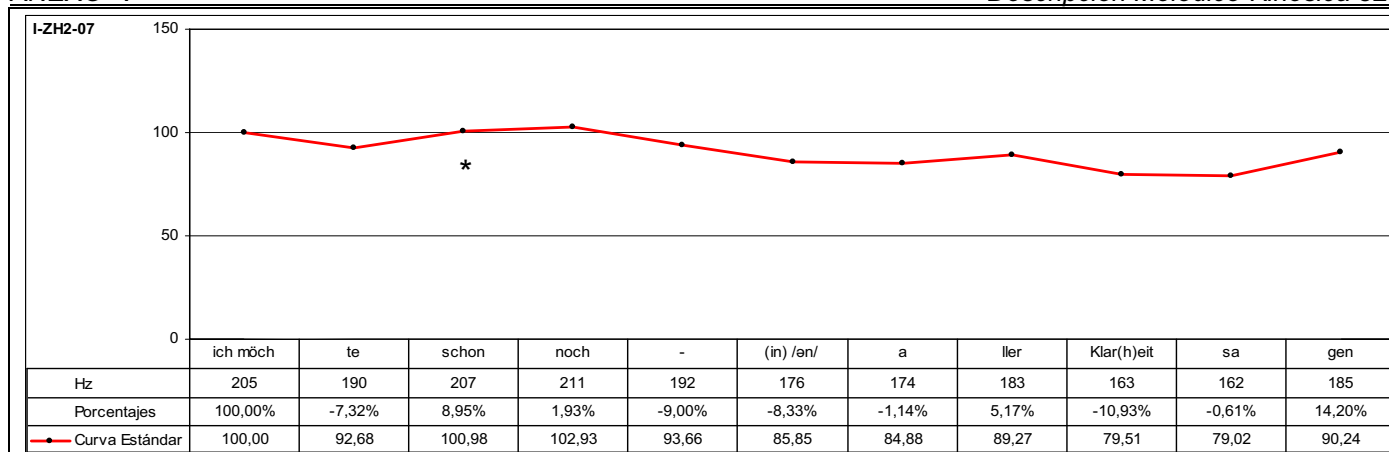 I-ZH2-07
150
100
*
50
0
ich möch te schon noch - (in) /ən/ a ller Klar(h)eit sa gen
Hz 205 190 207 211 192 176 174 183 163 162 185
Porcentajes 100,00% -7,32% 8,95% 1,93% -9,00% -8,33% -1,14% 5,17% -10,93% -0,61% 14,20%
Curva Estándar 100,00 92,68 100,98 102,93 93,66 85,85 84,88 89,27 79,51 79,02 90,24